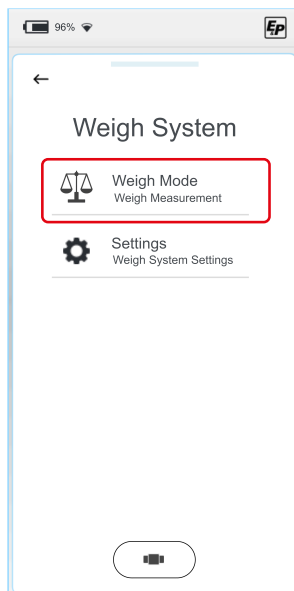 96%
EP
Weigh System
Weigh Mode
Weigh Measurement
Settings
Weigh System Settings